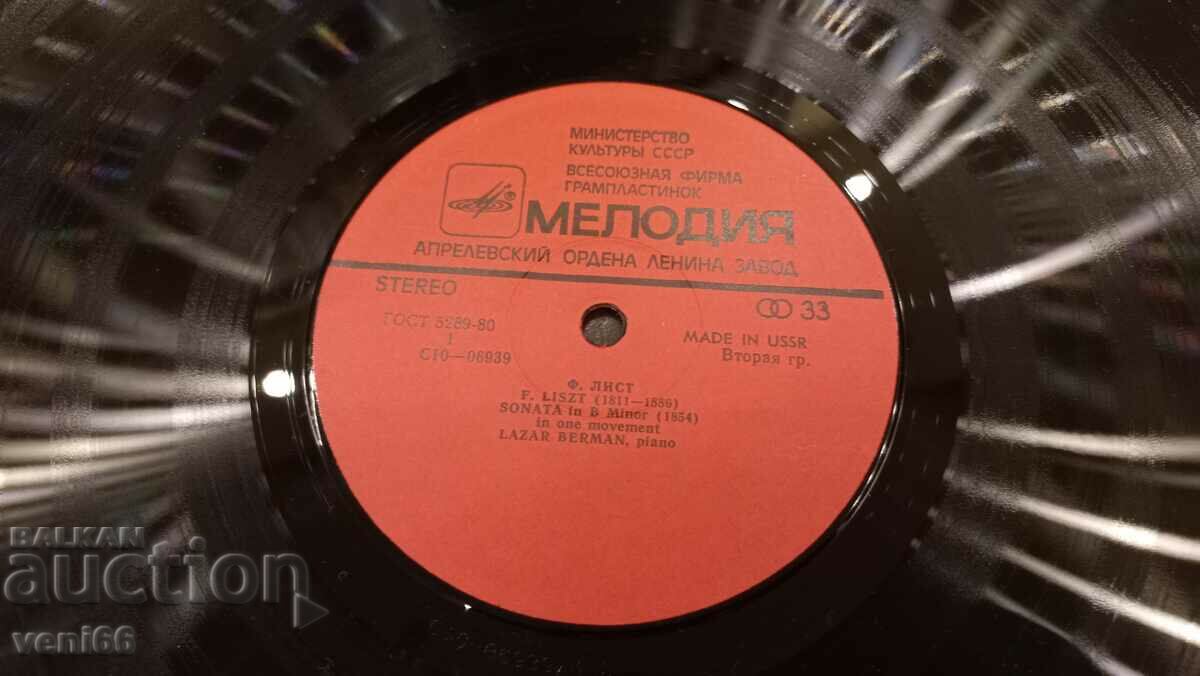 МИНИСТЕРСТВО
КУЛЬТУРЫ СССР
ВСЕСОЮЗНАЯ ФИРМА
ГРАМПЛАСТИНОК
МЕЛОДИЯ
АПРЕЛЕВСКИЙ ОРДЕНА ЛЕНИНА ЗАВОД
STEREO
33
ГОСТ 5289-80
1
С10—06939
MADE IN USSR
Вторая гр.
Ф. ЛИСТ
F. LISZT (1811—1886)
SONATA in B Minor (1854)
in one movement
LAZAR BERMAN, piano
BALKAN
auction
veni66